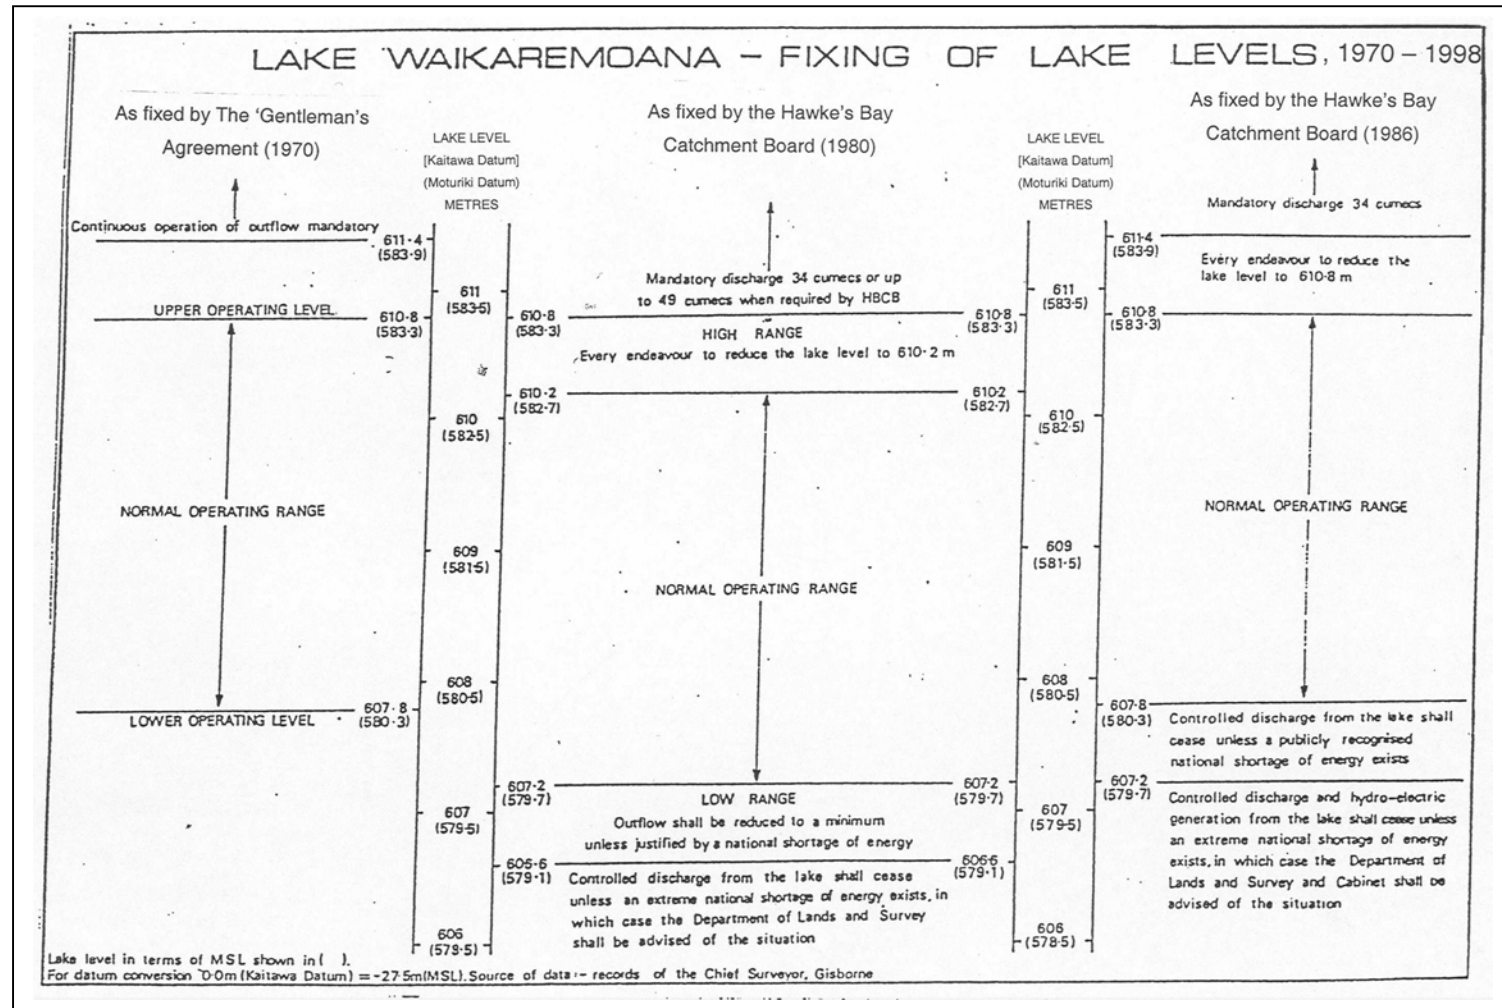 LAKE WAIKAREMOANA – FIXING OF LAKE LEVELS, 1970 – 1998
As fixed by The ‘Gentleman’s
Agreement (1970)
Continuous operation of outflow mandatory
611·4
(583·9)
UPPER OPERATING LEVEL
610·8
(583·3)
NORMAL OPERATING RANGE
607·8
(580·3)
LOWER OPERATING LEVEL
LAKE LEVEL
[Kaitawa Datum]
(Moturiki Datum)
METRES
611
(583·5)
610
(582·5)
609
(581·5)
608
(580·5)
607
(579·5)
606
(578·5)
As fixed by the Hawke’s Bay
Catchment Board (1980)
Mandatory discharge 34 cumecs or up
to 49 cumecs when required by HBCB
610·8
(583·3)
610·8
(583·3)
HIGH RANGE
Every endeavour to reduce the lake level to 610·2 m
610·2
(582·7)
610·2
(582·7)
NORMAL OPERATING RANGE
607·2
(579·7)
607·2
(579·7)
LOW RANGE
Outflow shall be reduced to a minimum
unless justified by a national shortage of energy
606·6
(579·1)
606·6
(579·1)
Controlled discharge from the lake shall cease
unless an extreme national shortage of energy exists, in
which case the Department of Lands and Survey
shall be advised of the situation
LAKE LEVEL
[Kaitawa Datum]
(Moturiki Datum)
METRES
611
(583·5)
610
(582·5)
609
(581·5)
608
(580·5)
607
(579·5)
606
(578·5)
As fixed by the Hawke’s Bay
Catchment Board (1986)
Mandatory discharge 34 cumecs
611·4
(583·9)
Every endeavour to reduce the
lake level to 610·8 m
610·8
(583·3)
NORMAL OPERATING RANGE
607·8
(580·3)
Controlled discharge from the lake shall
cease unless a publicly recognised
national shortage of energy exists
607·2
(579·7)
Controlled discharge and hydro-electric
generation from the lake shall cease unless
an extreme national shortage of energy
exists, in which case the Department of
Lands and Survey and Cabinet shall be
advised of the situation
Lake level in terms of MSL shown in ( ).
For datum conversion 0·0m (Kaitawa Datum) = -27·5m (MSL). Source of data :- records of the Chief Surveyor, Gisborne